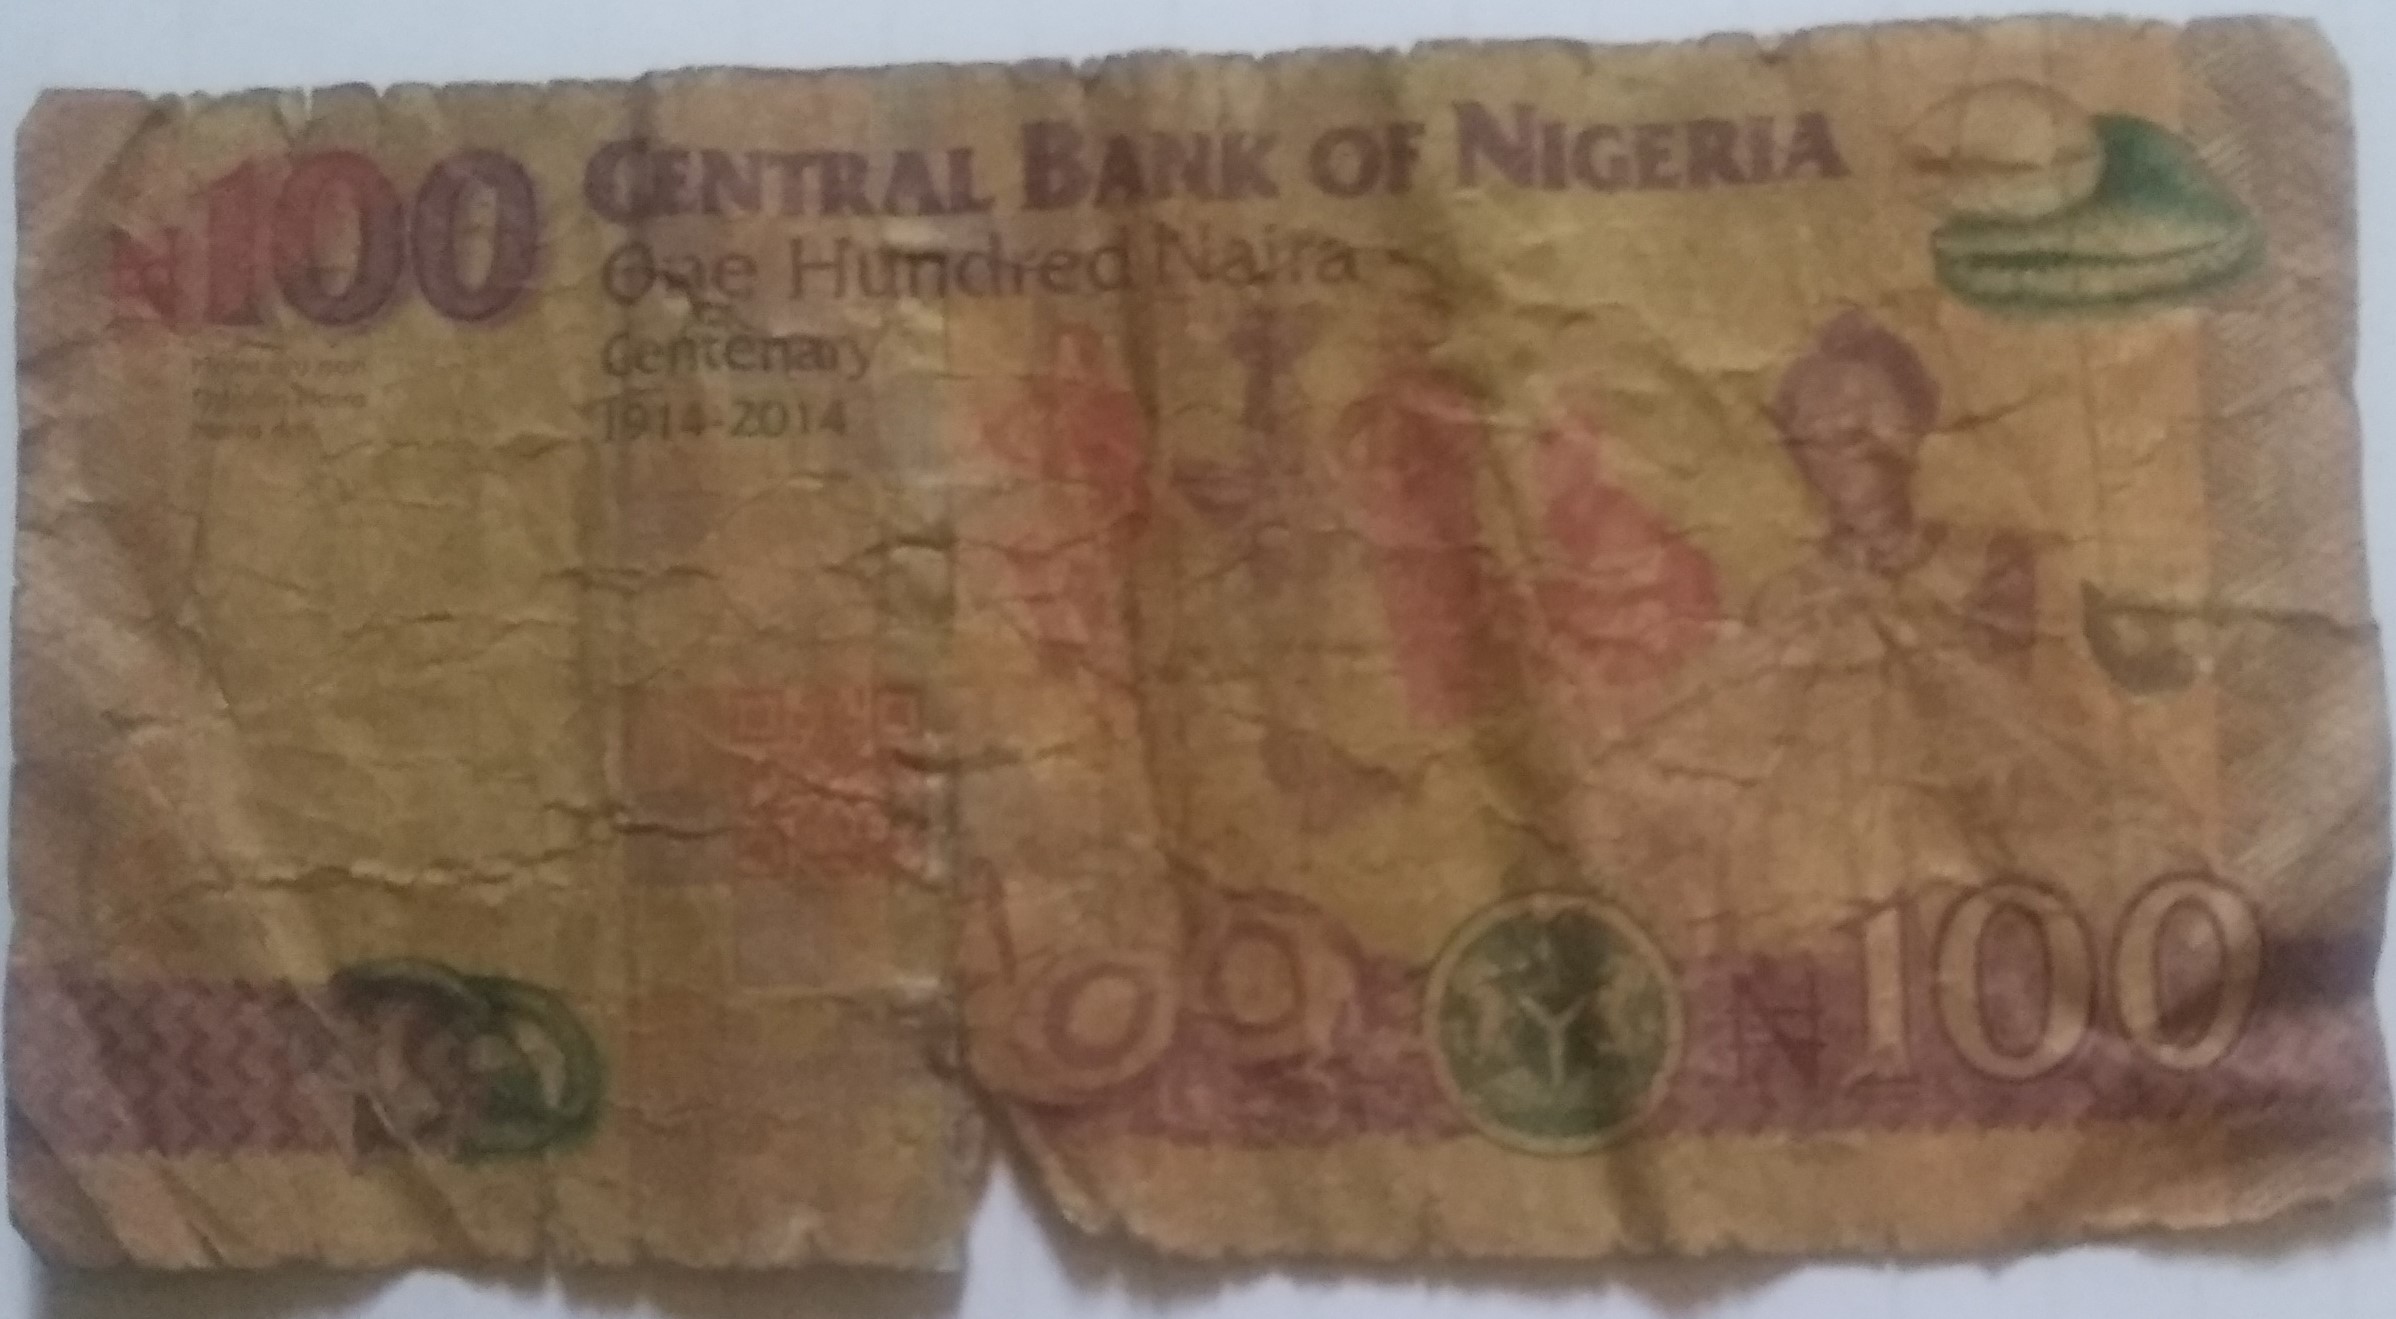 ₦100
CENTRAL BANK OF NIGERIA
One Hundred Naira
Centenary
1914-2014
₦100